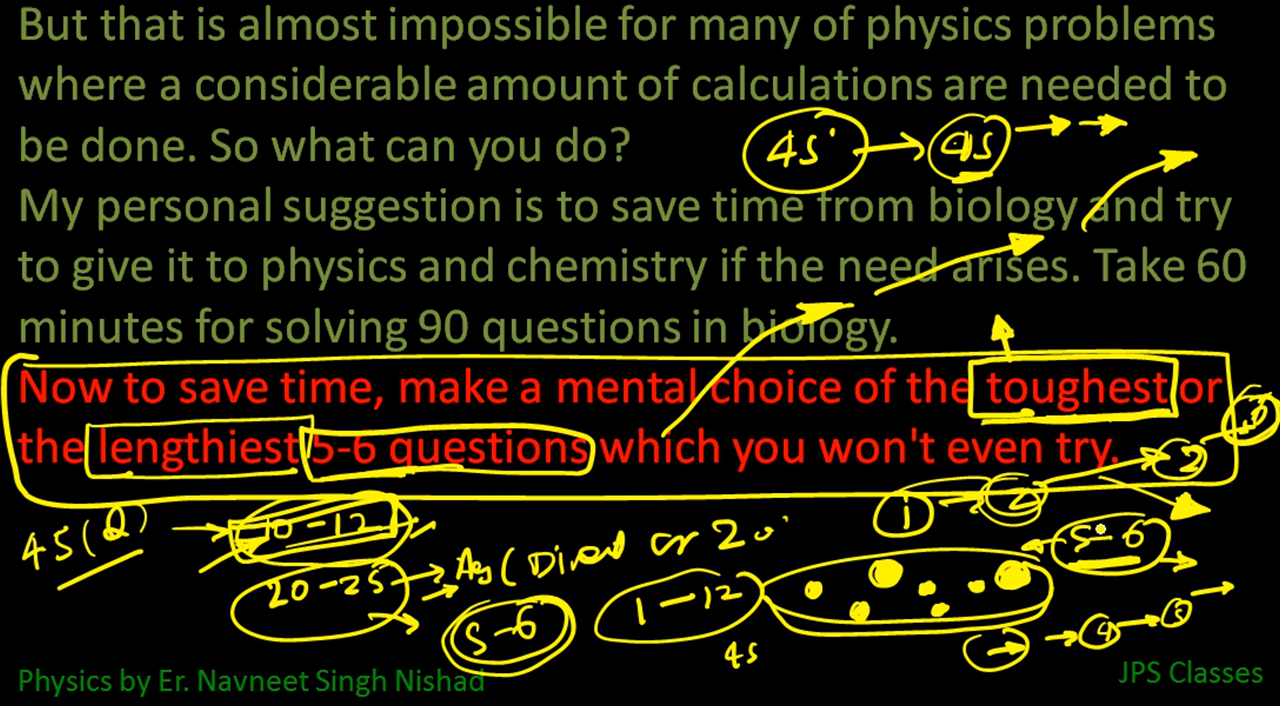 But that is almost impossible for many of physics problems
where a considerable amount of calculations are needed to
be done. So what can you do?
45 → 45
My personal suggestion is to save time from biology and try
to give it to physics and chemistry if the need arises. Take 60
minutes for solving 90 questions in biology.
Now to save time, make a mental choice of the toughest or
the lengthiest 5-6 questions which you won't even try.
45(Q) → 10-12
20-25
5-6
1-12
45
5-6
4
5
Physics by Er. Navneet Singh Nishad
JPS Classes